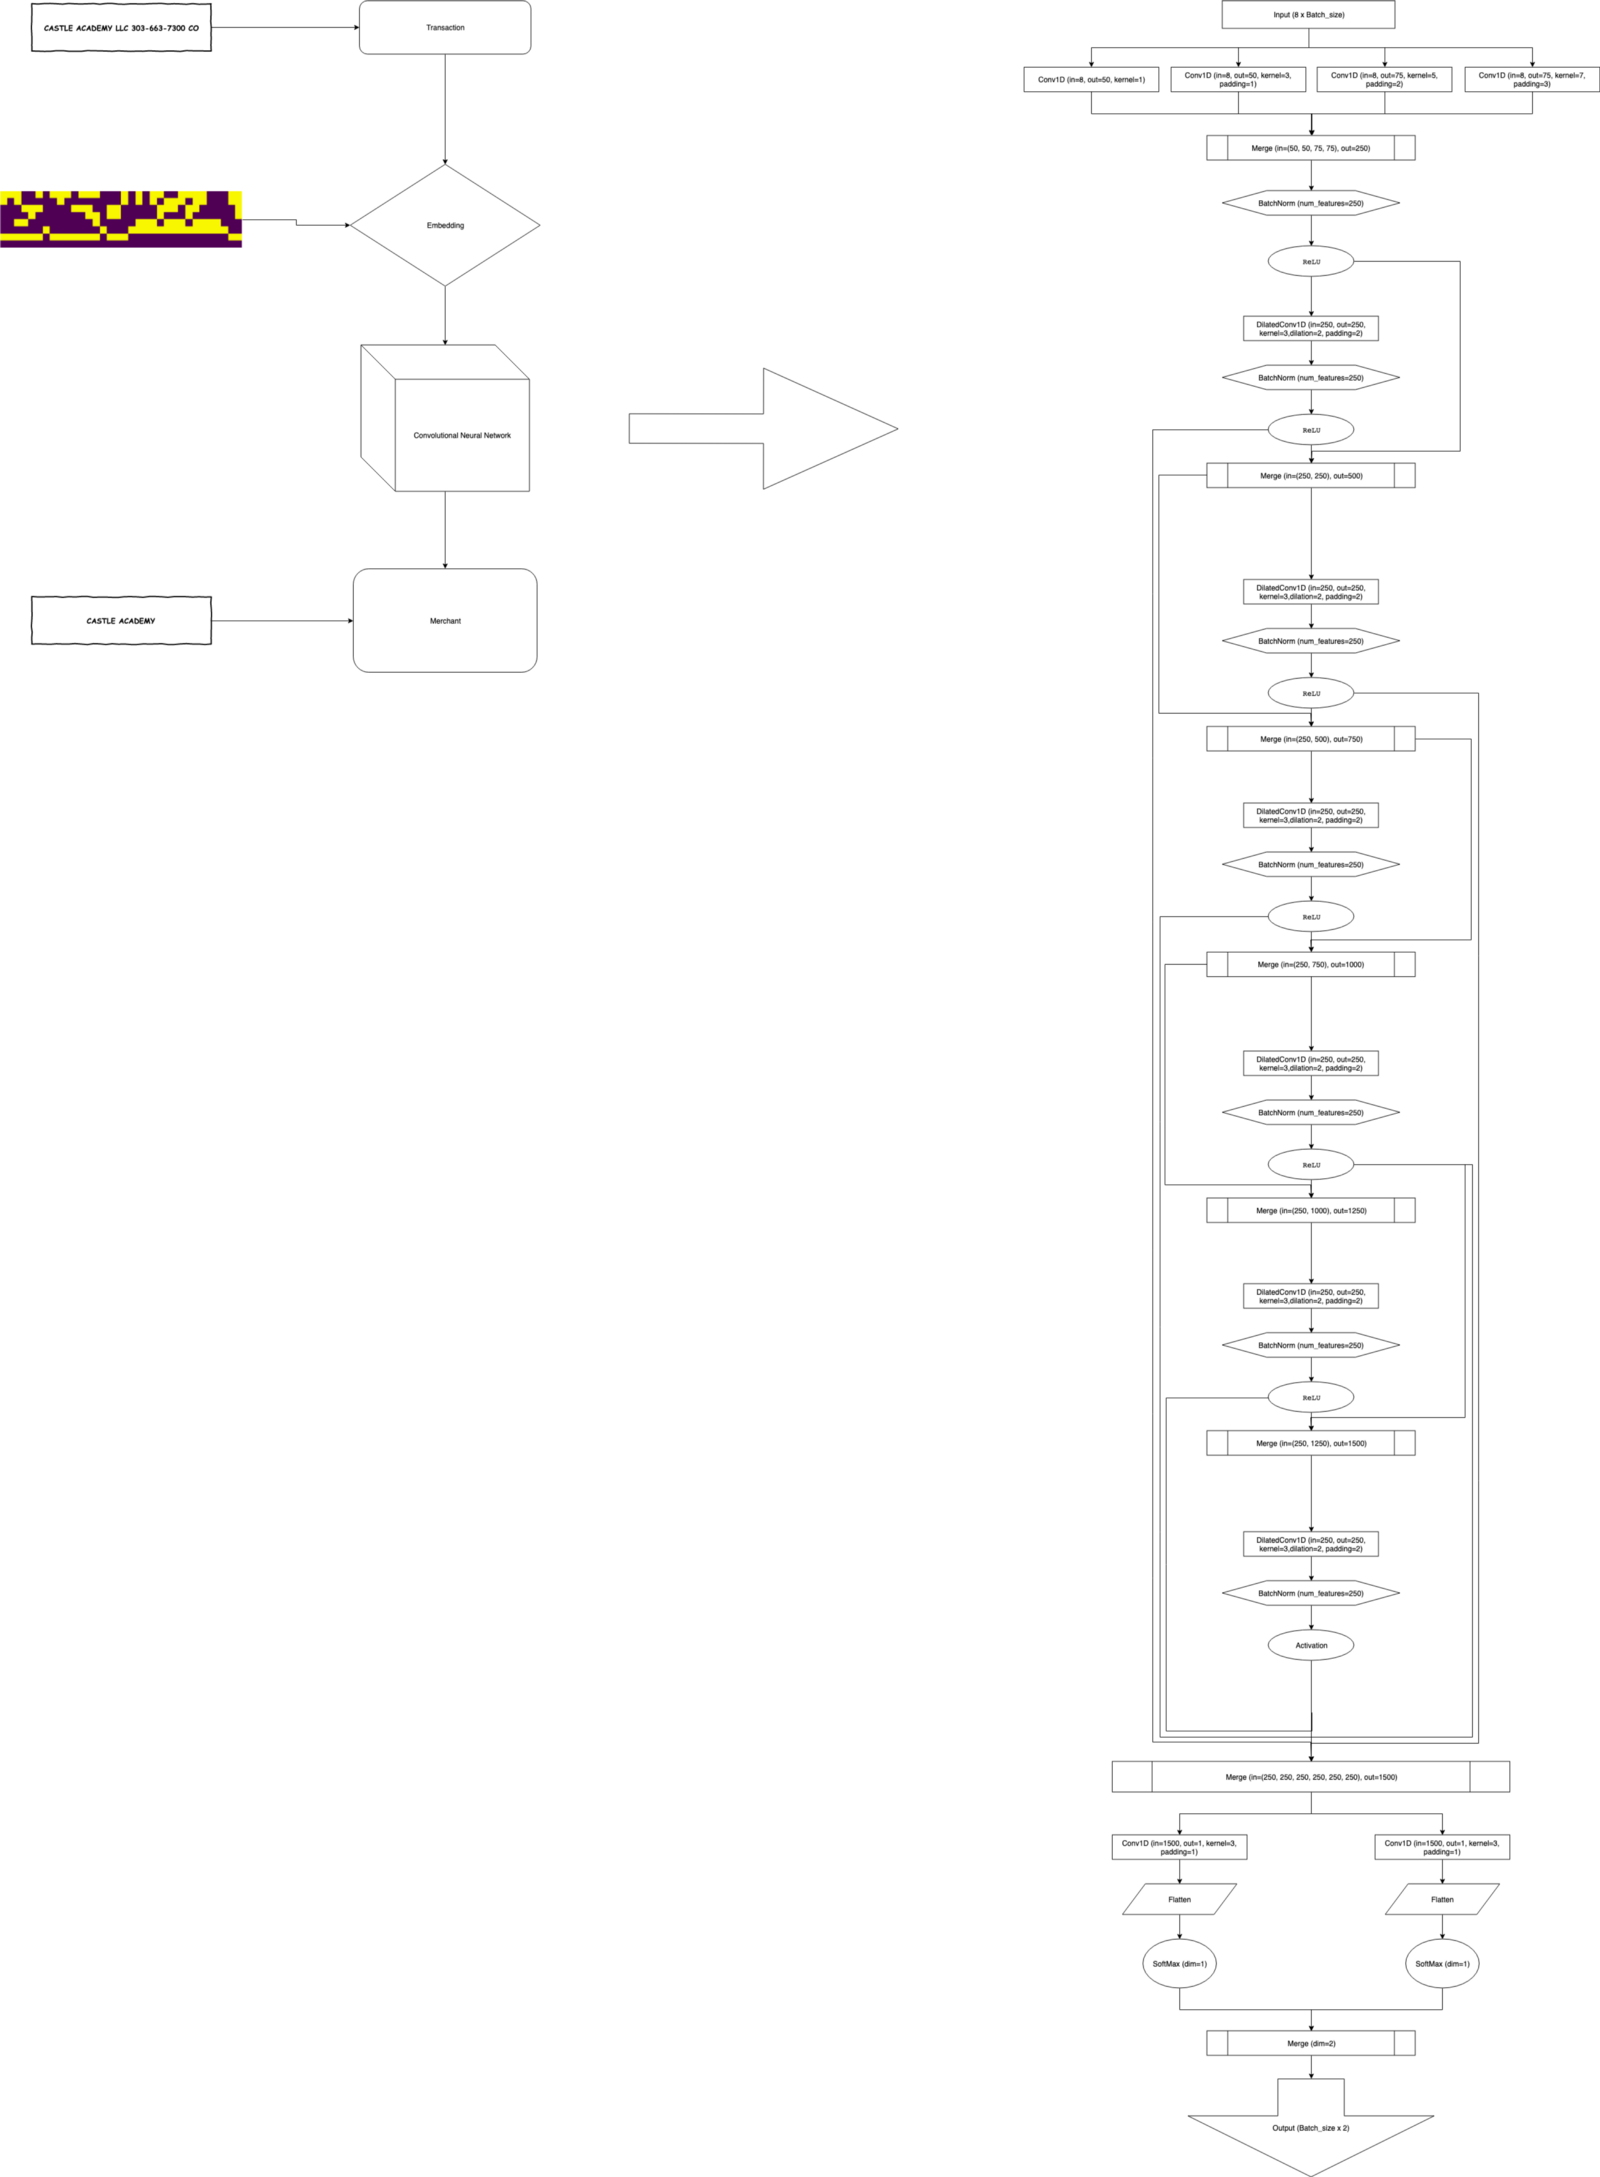 CASTLE ACADEMY LLC 303-663-7300 CO
Transaction
Embedding
Convolutional Neural Network
CASTLE ACADEMY
Merchant
Input (8 x Batch_size)
Conv1D (in=8, out=50, kernel=1)
Conv1D (in=8, out=50, kernel=3,
padding=1)
Conv1D (in=8, out=75, kernel=5,
padding=2)
Conv1D (in=8, out=75, kernel=7,
padding=3)
Merge (in=(50, 50, 75, 75), out=250)
BatchNorm (num_features=250)
ReLU
DilatedConv1D (in=250, out=250,
kernel=3,dilation=2, padding=2)
BatchNorm (num_features=250)
ReLU
Merge (in=(250, 250), out=500)
DilatedConv1D (in=250, out=250,
kernel=3,dilation=2, padding=2)
BatchNorm (num_features=250)
ReLU
Merge (in=(250, 500), out=750)
DilatedConv1D (in=250, out=250,
kernel=3,dilation=2, padding=2)
BatchNorm (num_features=250)
ReLU
Merge (in=(250, 750), out=1000)
DilatedConv1D (in=250, out=250,
kernel=3,dilation=2, padding=2)
BatchNorm (num_features=250)
ReLU
Merge (in=(250, 1000), out=1250)
DilatedConv1D (in=250, out=250,
kernel=3,dilation=2, padding=2)
BatchNorm (num_features=250)
ReLU
Merge (in=(250, 1250), out=1500)
DilatedConv1D (in=250, out=250,
kernel=3,dilation=2, padding=2)
BatchNorm (num_features=250)
Activation
Merge (in=(250, 250, 250, 250, 250, 250), out=1500)
Conv1D (in=1500, out=1, kernel=3,
padding=1)
Conv1D (in=1500, out=1, kernel=3,
padding=1)
Flatten
Flatten
SoftMax (dim=1)
SoftMax (dim=1)
Merge (dim=2)
Output (Batch_size x 2)